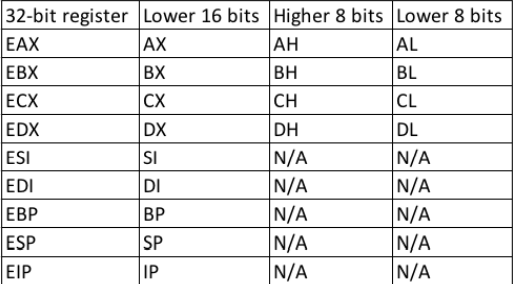 32-bit register Lower 16 bits Higher 8 bits Lower 8 bits
EAX AX AH AL
EBX BX BH BL
ECX CX CH CL
EDX DX DH DL
ESI SI N/A N/A
EDI DI N/A N/A
EBP BP N/A N/A
ESP SP N/A N/A
EIP IP N/A N/A